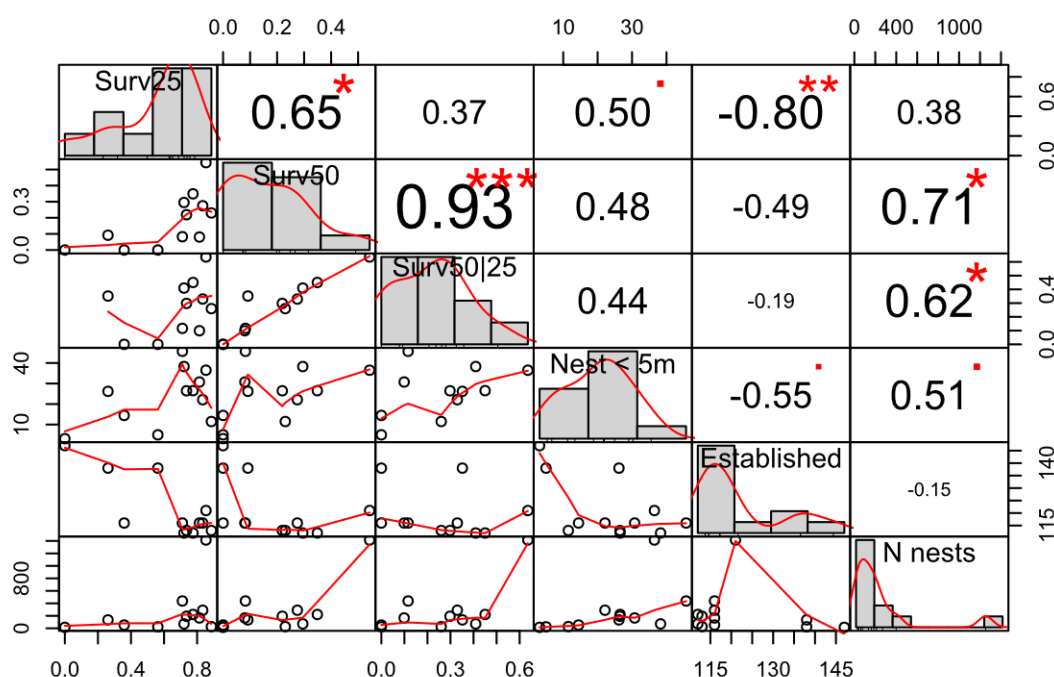 0.0 0.2 0.4 10 30 0 400 1000
Surv25 0.65 * 0.37 0.50 . -0.80 ** 0.38 0.0 0.6
0.0 0.3 Surv50 0.93 *** 0.48 -0.49 0.71 *
Surv50|25 0.44 -0.19 0.62 * 0.0 0.4
10 40 Nest < 5m -0.55 . 0.51 .
Established -0.15 115 140
0 800 N nests
0.0 0.4 0.8 0.0 0.3 0.6 115 130 145